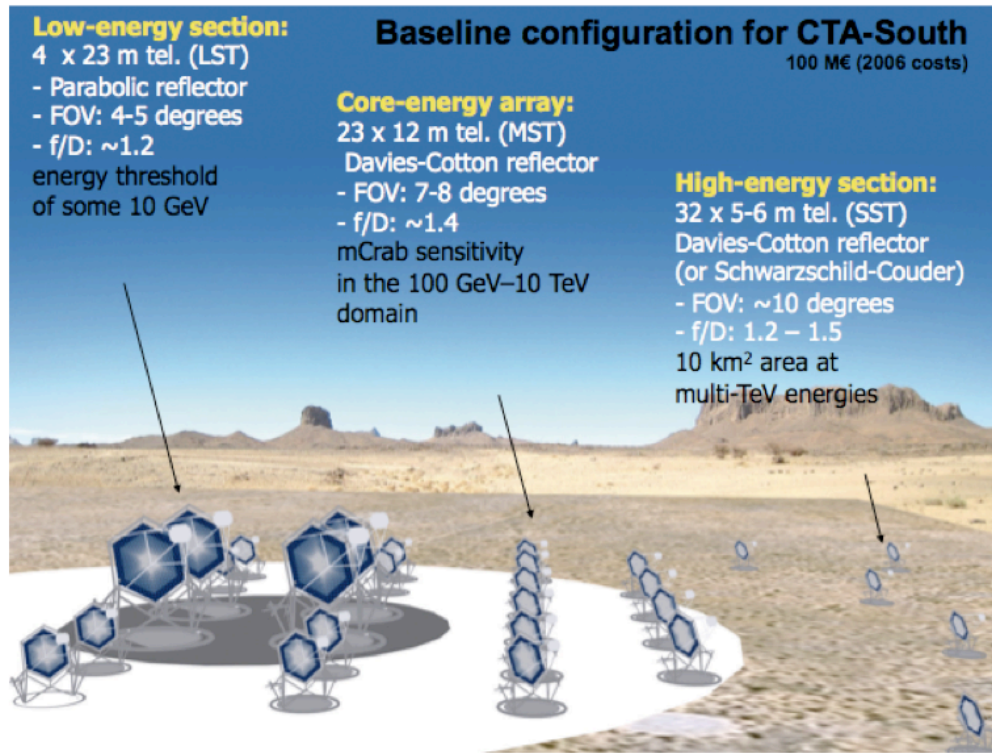 Baseline configuration for CTA-South
100 M€ (2006 costs)
Low-energy section:
4 x 23 m tel. (LST)
- Parabolic reflector
- FOV: 4-5 degrees
- f/D: ~1.2
energy threshold
of some 10 GeV
Core-energy array:
23 x 12 m tel. (MST)
Davies-Cotton reflector
- FOV: 7-8 degrees
- f/D: ~1.4
mCrab sensitivity
in the 100 GeV–10 TeV
domain
High-energy section:
32 x 5-6 m tel. (SST)
Davies-Cotton reflector
(or Schwarzschild-Couder)
- FOV: ~10 degrees
- f/D: 1.2 – 1.5
10 km² area at
multi-TeV energies